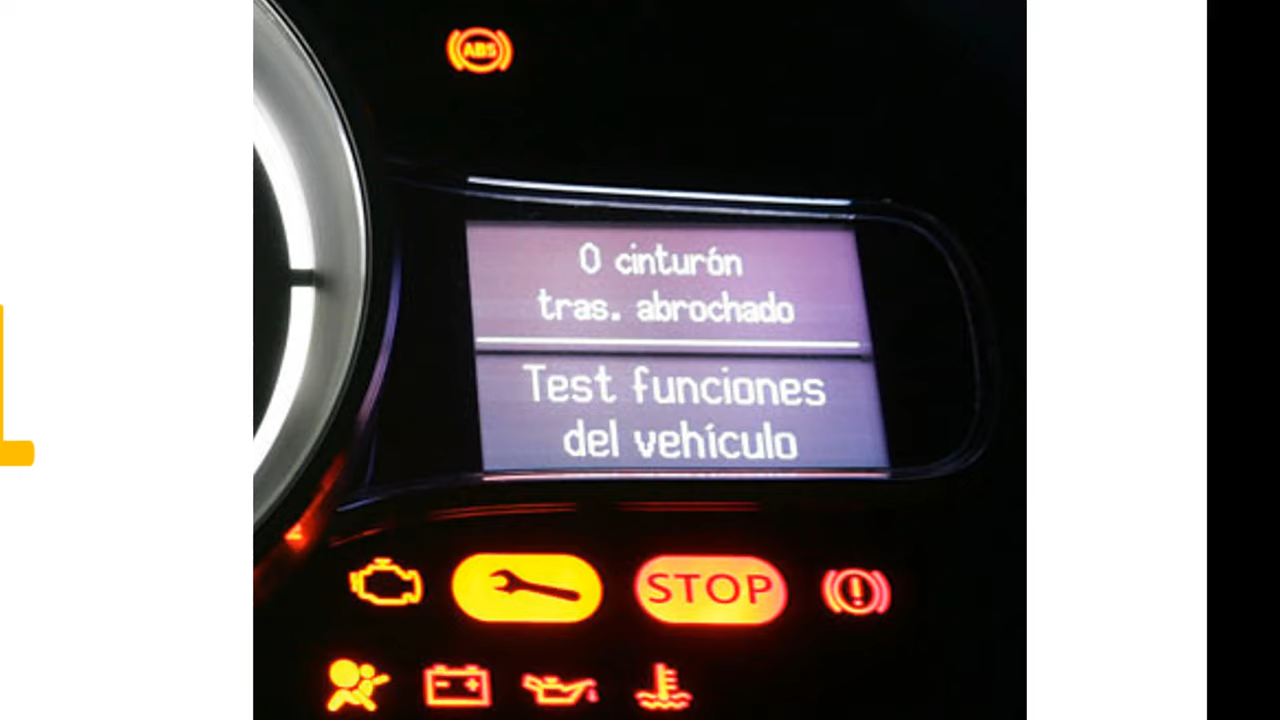 ABS
0 cinturón
tras. abrochado
Test funciones
del vehículo
STOP